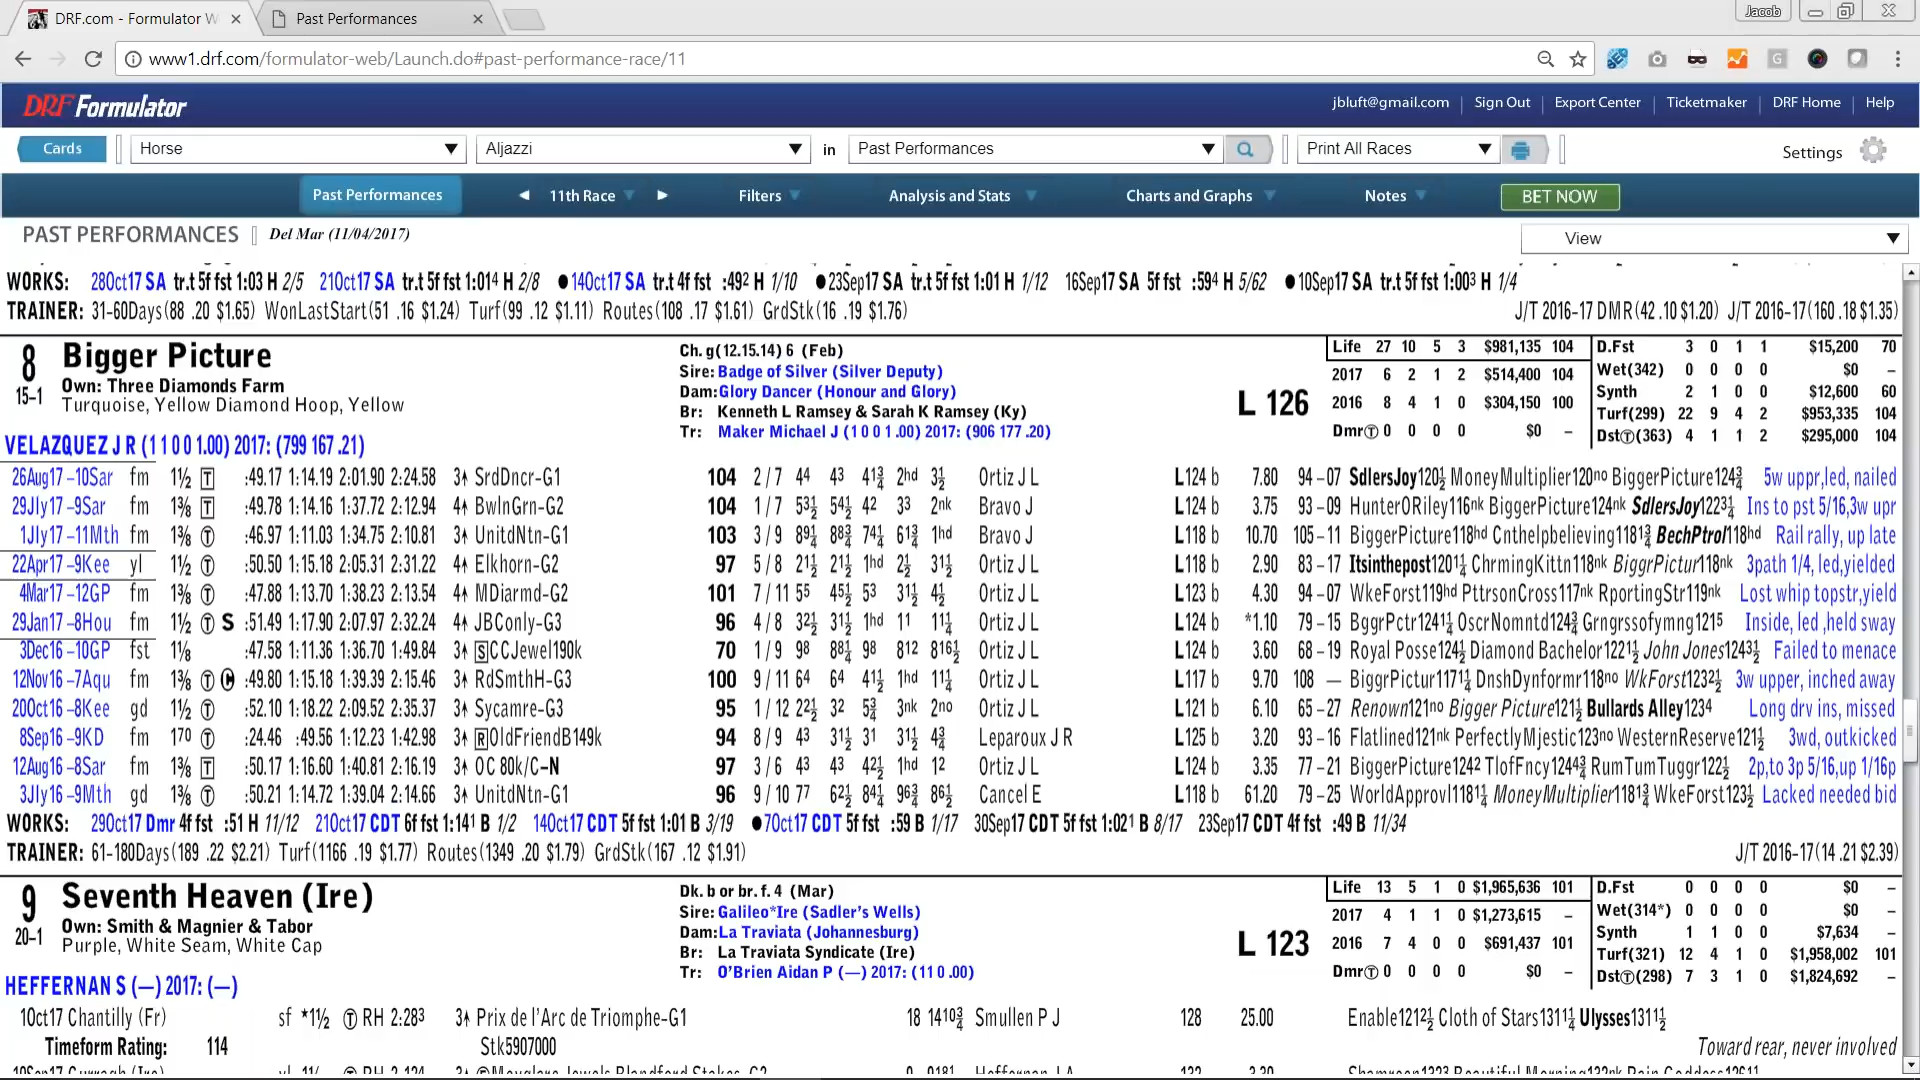 DRF.com - Formulator W
Past Performances
Jacob
www1.drf.com/formulator-web/Launch.do#past-performance-race/11
DRF Formulator
jbluft@gmail.com | Sign Out | Export Center | Ticketmaker | DRF Home | Help
Cards Horse Aljazzi in Past Performances Print All Races Settings
Past Performances 11th Race Filters Analysis and Stats Charts and Graphs Notes BET NOW
PAST PERFORMANCES Del Mar (11/04/2017) View
WORKS: 28Oct17 SA tr.t 5f fst 1:03 H 2/5 21Oct17 SA tr.t 5f fst 1:01⁴ H 2/8 ●14Oct17 SA tr.t 4f fst :49² H 1/10 ●23Sep17 SA tr.t 5f fst 1:01 H 1/12 16Sep17 SA 5f fst :59⁴ H 5/62 ●10Sep17 SA tr.t 5f fst 1:00³ H 1/4
TRAINER: 31-60Days(88 .20 $1.65) WonLastStart(51 .16 $1.24) Turf(99 .12 $1.11) Routes(108 .17 $1.61) GrdStk(16 .19 $1.76) J/T 2016-17 DMR(42 .10 $1.20) J/T 2016-17(160 .18 $1.35)
8 Bigger Picture
15-1 Own: Three Diamonds Farm
Turquoise, Yellow Diamond Hoop, Yellow
VELAZQUEZ J R (1 1 0 0 1.00) 2017: (799 167 .21)
Ch. g(12.15.14) 6 (Feb)
Sire: Badge of Silver (Silver Deputy)
Dam: Glory Dancer (Honour and Glory)
Br: Kenneth L Ramsey & Sarah K Ramsey (Ky)
Tr: Maker Michael J (1 0 0 1 .00) 2017: (906 177 .20)
L 126
Life 27 10 5 3 $981,135 104
2017 6 2 1 2 $514,400 104
2016 8 4 1 0 $304,150 100
DmrⓉ 0 0 0 0 $0 –
D.Fst 3 0 1 1 $15,200 70
Wet(342) 0 0 0 0 $0 –
Synth 2 1 0 0 $12,600 60
Turf(299) 22 9 4 2 $953,335 104
DstⓉ(363) 4 1 1 2 $295,000 104
26Aug17 –10Sar fm 1½ T :49.17 1:14.19 2:01.90 2:24.58 3↑ SrdDncr–G1 104 2 / 7 4⁴ 4³ 41¾ 2hd 3½ Ortiz J L L124 b 7.80 94 –07 SdlersJoy120½ MoneyMultiplier120no BiggerPicture124¾ 5w uppr,led, nailed
29Jly17 –9Sar fm 1⅜ T :49.78 1:14.16 1:37.72 2:12.94 4↑ BwlnGrn–G2 104 1 / 7 53½ 54½ 4² 3³ 2nk Bravo J L124 b 3.75 93 –09 HunterORiley116nk BiggerPicture124nk SdlersJoy1223¼ Ins to pst 5/16,3w upr
1Jly17 –11Mth fm 1⅜ Ⓣ :46.97 1:11.03 1:34.75 2:10.81 3↑ UnitdNtn–G1 103 3 / 9 89¼ 88¾ 74¼ 61¾ 1hd Bravo J L118 b 10.70 105 –11 BiggerPicture118hd Cnthelpbelieving1181¾ BechPtrol118hd Rail rally, up late
22Apr17 –9Kee yl 1½ Ⓣ :50.50 1:15.18 2:05.31 2:31.22 4↑ Elkhorn–G2 97 5 / 8 21½ 21½ 1hd 2½ 31½ Ortiz J L L118 b 2.90 83 –17 Itsinthepost1201¼ ChrmingKittn118nk BiggrPictur118nk 3path 1/4, led,yielded
4Mar17 –12GP fm 1⅜ Ⓣ :47.88 1:13.70 1:38.23 2:13.54 4↑ MDiarmd–G2 101 7 / 11 5⁵ 45½ 5³ 31½ 4½ Ortiz J L L123 b 4.30 94 –07 WkeForst119hd PttrsonCross117nk RportingStr119nk Lost whip topstr,yield
29Jan17 –8Hou fm 1½ Ⓣ S :51.49 1:17.90 2:07.97 2:32.24 4↑ JBConly–G3 96 4 / 8 32½ 31½ 1hd 1¹ 11¼ Ortiz J L L124 b *1.10 79 –15 BggrPctr1241¼ OscrNomntd124¾ Grngrssofymng1215 Inside, led ,held sway
3Dec16 –10GP fst 1⅛ :47.58 1:11.36 1:36.70 1:49.84 3↑ SCCJewel190k 70 1 / 9 9⁸ 88¼ 9⁸ 8¹² 816½ Ortiz J L L124 b 3.60 68 –19 Royal Posse124½ Diamond Bachelor1221½ John Jones1243½ Failed to menace
12Nov16 –7Aqu fm 1⅜ Ⓣ C :49.80 1:15.18 1:39.39 2:15.46 3↑ RdSmthH–G3 100 9 / 11 6⁴ 6⁴ 41½ 1hd 11¼ Ortiz J L L117 b 9.70 108 — BiggrPictur1171¼ DnshDynformr118no WkForst1232½ 3w upper, inched away
20Oct16 –8Kee gd 1½ Ⓣ :52.10 1:18.22 2:09.52 2:35.37 3↑ Sycamre–G3 95 1 / 12 22½ 3² 5¾ 3nk 2no Ortiz J L L121 b 6.10 65 –27 Renown121no Bigger Picture121½ Bullards Alley1234 Long drv ins, missed
8Sep16 –9KD fm 1⁷⁰ Ⓣ :24.46 :49.56 1:12.23 1:42.98 3↑ ROldFriendB149k 94 8 / 9 4³ 31½ 3¹ 31½ 4¾ Leparoux J R L125 b 3.20 93 –16 Flatlined121nk PerfectlyMjestic123no WesternReserve121½ 3wd, outkicked
12Aug16 –8Sar fm 1⅜ T :50.17 1:16.60 1:40.81 2:16.19 3↑ OC 80k/C–N 97 3 / 6 4³ 4³ 42½ 1hd 1² Ortiz J L L124 b 3.35 77 –21 BiggerPicture1242 TlofFncy1244¾ RumTumTuggr122½ 2p,to 3p 5/16,up 1/16p
3Jly16 –9Mth gd 1⅜ Ⓣ :50.21 1:14.72 1:39.04 2:14.66 3↑ UnitdNtn–G1 96 9 / 10 7⁷ 62½ 84¼ 96¾ 86½ Cancel E L118 b 61.20 79 –25 WorldApprovl1181¼ MoneyMultiplier1181¾ WkeForst123½ Lacked needed bid
WORKS: 29Oct17 Dmr 4f fst :51 H 11/12 21Oct17 CDT 6f fst 1:14¹ B 1/2 14Oct17 CDT 5f fst 1:01 B 3/19 ●7Oct17 CDT 5f fst :59 B 1/17 30Sep17 CDT 5f fst 1:02¹ B 8/17 23Sep17 CDT 4f fst :49 B 11/34
TRAINER: 61-180Days(189 .22 $2.21) Turf(1166 .19 $1.77) Routes(1349 .20 $1.79) GrdStk(167 .12 $1.91) J/T 2016-17(14 .21 $2.39)
9 Seventh Heaven (Ire)
20-1 Own: Smith & Magnier & Tabor
Purple, White Seam, White Cap
HEFFERNAN S (—) 2017: (—)
Dk. b or br. f. 4 (Mar)
Sire: Galileo*Ire (Sadler's Wells)
Dam: La Traviata (Johannesburg)
Br: La Traviata Syndicate (Ire)
Tr: O'Brien Aidan P (—) 2017: (11 0 .00)
L 123
Life 13 5 1 0 $1,965,636 101
2017 4 1 1 0 $1,273,615 –
2016 7 4 0 0 $691,437 101
DmrⓉ 0 0 0 0 $0 –
D.Fst 0 0 0 0 $0 –
Wet(314*) 0 0 0 0 $0 –
Synth 1 1 0 0 $7,634 –
Turf(321) 12 4 1 0 $1,958,002 101
DstⓉ(298) 7 3 1 0 $1,824,692 –
1Oct17 Chantilly (Fr) sf *1½ Ⓣ RH 2:28³ 3↑ Prix de l'Arc de Triomphe–G1 18 1410¾ Smullen P J 128 25.00 Enable1212½ Cloth of Stars1311¼ Ulysses1311½
Timeform Rating: 114 Stk5907000 Toward rear, never involved